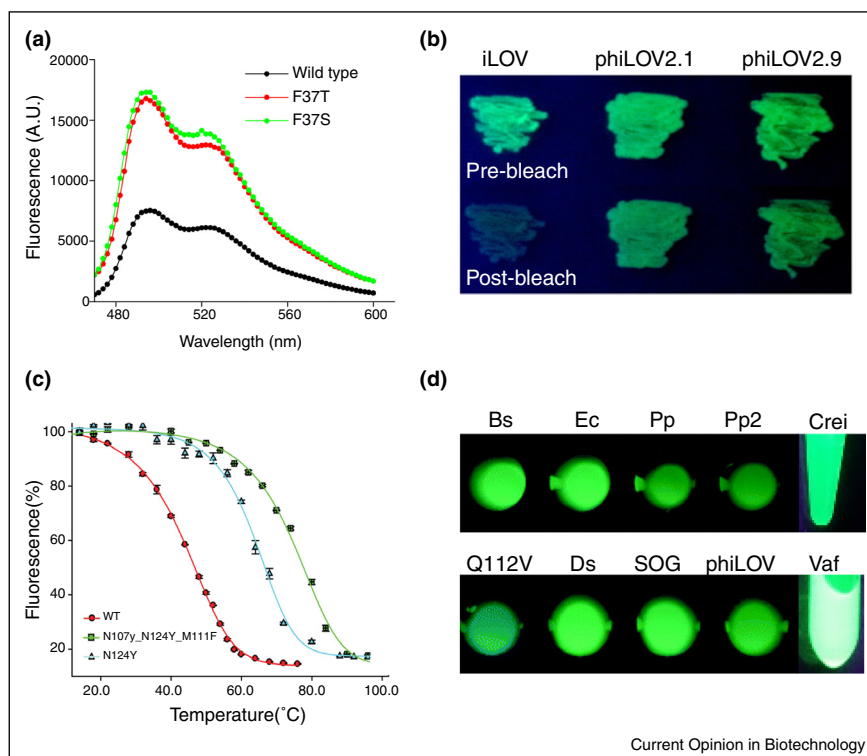 (a)
20000
15000
10000
5000
0
Fluorescence (A.U.)
Wild type
F37T
F37S
480 520 560 600
Wavelength (nm)
(b)
iLOV phiLOV2.1 phiLOV2.9
Pre-bleach
Post-bleach
(c)
100
80
60
40
20
Fluorescence(%)
WT
N107y_N124Y_M111F
N124Y
20.0 40.0 60.0 80.0 96.0
Temperature(˚C)
(d)
Bs Ec Pp Pp2 Crei
Q112V Ds SOG phiLOV Vaf
Current Opinion in Biotechnology